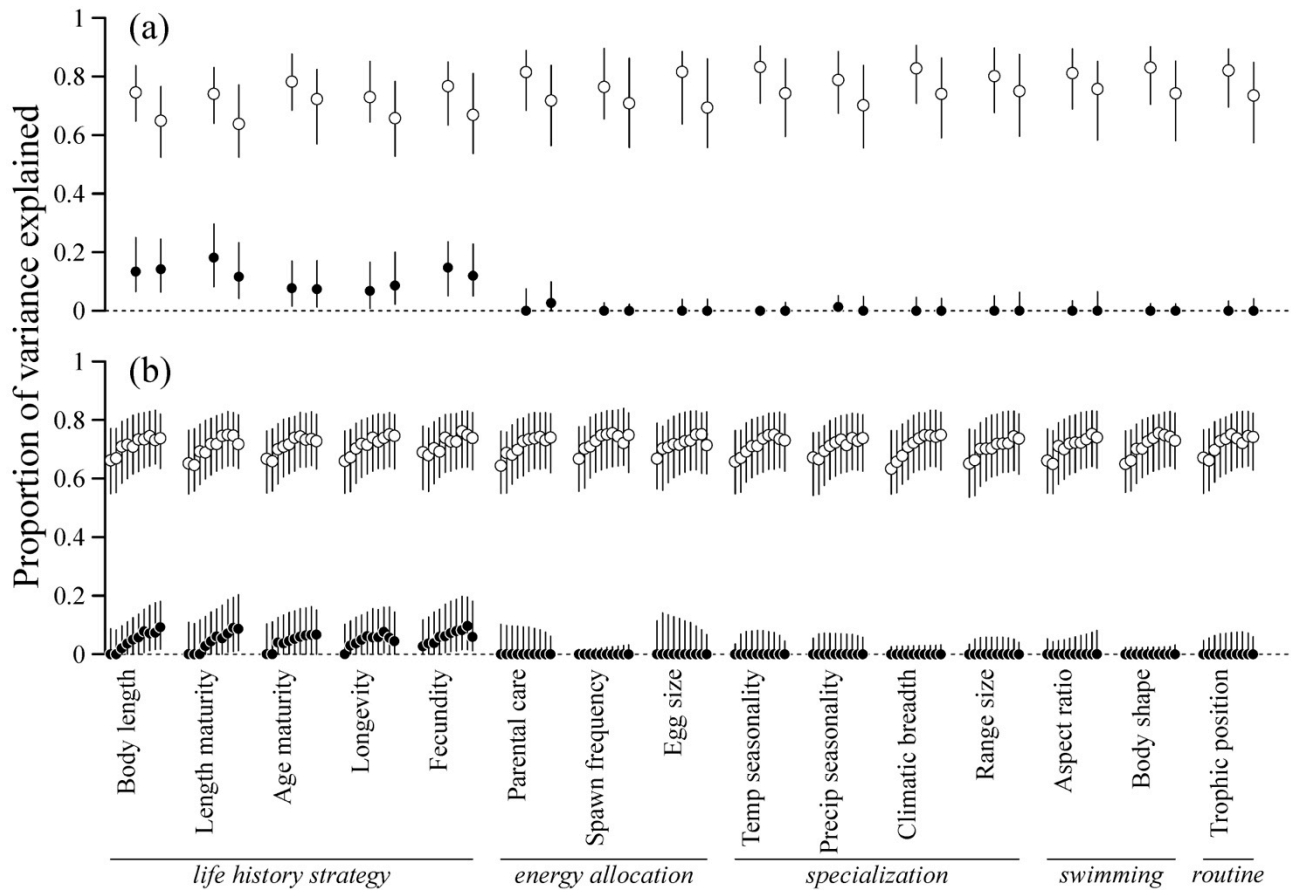 Proportion of variance explained
(a)
1
0.8
0.6
0.4
0.2
0
(b)
1
0.8
0.6
0.4
0.2
0
Body length
Length maturity
Age maturity
Longevity
Fecundity
Parental care
Spawn frequency
Egg size
Temp seasonality
Precip seasonality
Climatic breadth
Range size
Aspect ratio
Body shape
Trophic position
life history strategy
energy allocation
specialization
swimming
routine